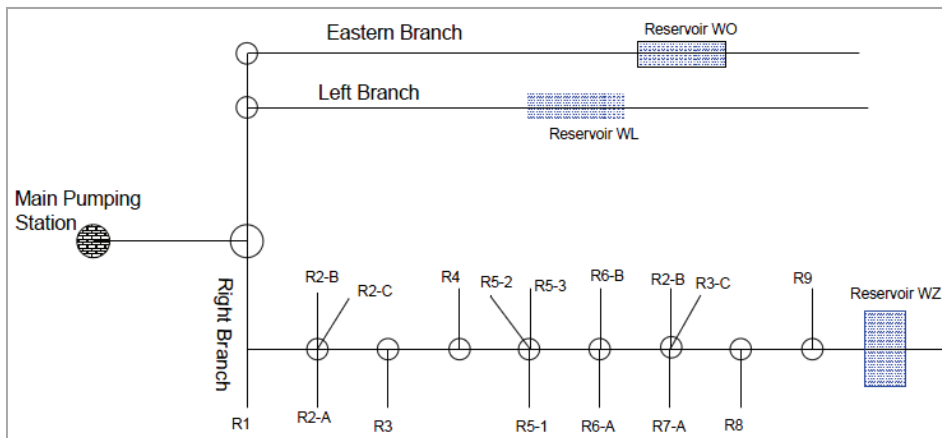 Eastern Branch
Reservoir WO
Left Branch
Reservoir WL
Main Pumping
Station
Right Branch
R2-B
R2-C
R4
R5-2
R5-3
R6-B
R2-B
R3-C
R9
Reservoir WZ
R1
R2-A
R3
R5-1
R6-A
R7-A
R8